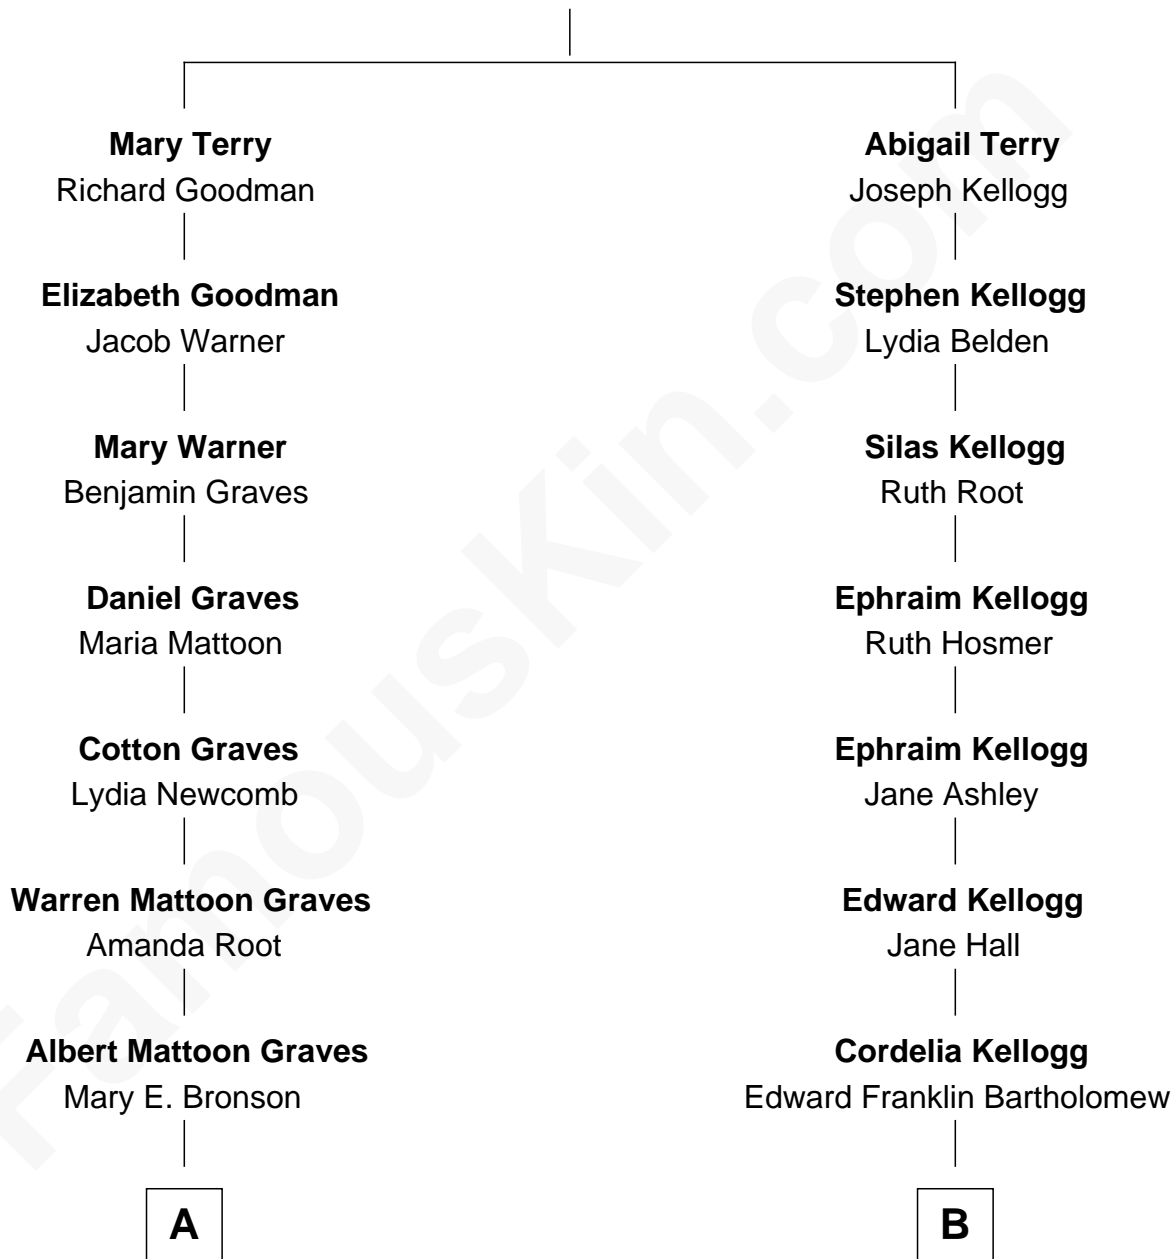 Mary Terry
Richard Goodman
Elizabeth Goodman
Jacob Warner
Mary Warner
Benjamin Graves
Daniel Graves
Maria Mattoon
Cotton Graves
Lydia Newcomb
Warren Mattoon Graves
Amanda Root
Albert Mattoon Graves
Mary E. Bronson
A
Abigail Terry
Joseph Kellogg
Stephen Kellogg
Lydia Belden
Silas Kellogg
Ruth Root
Ephraim Kellogg
Ruth Hosmer
Ephraim Kellogg
Jane Ashley
Edward Kellogg
Jane Hall
Cordelia Kellogg
Edward Franklin Bartholomew
B
FamousKin.com